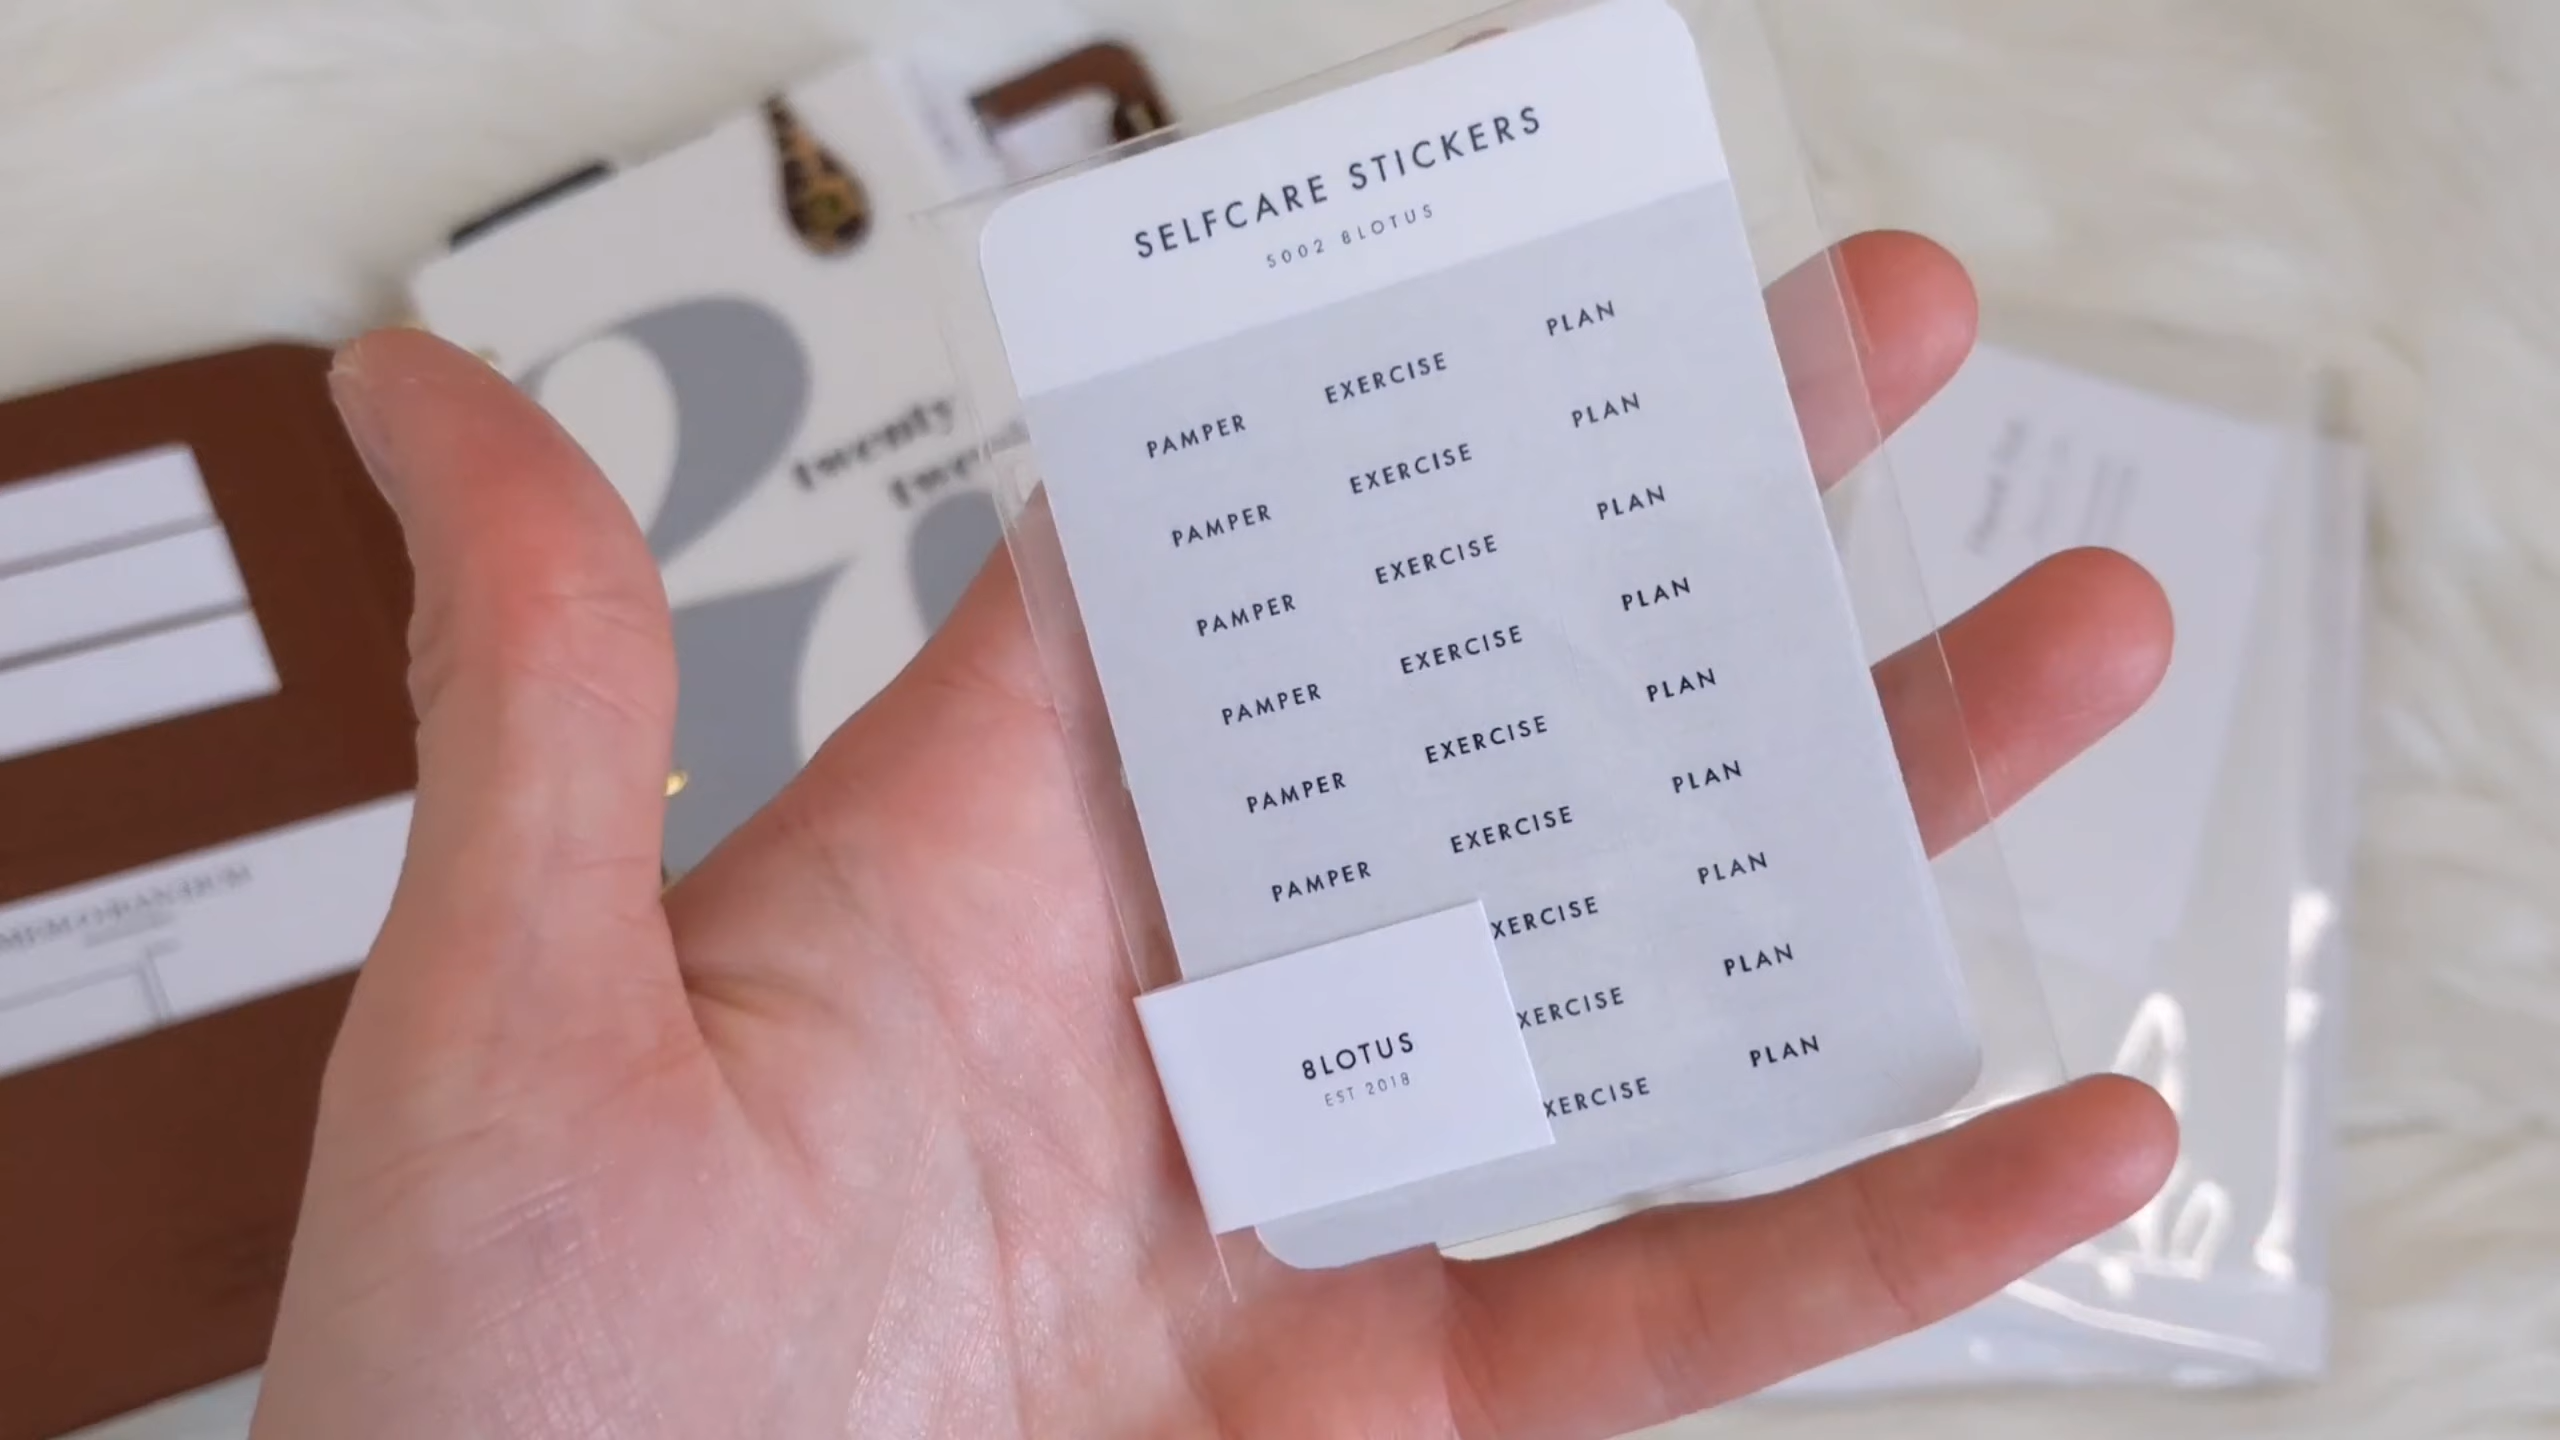 SELFCARE STICKERS
5002 8LOTUS
PAMPER EXERCISE PLAN
PAMPER EXERCISE PLAN
PAMPER EXERCISE PLAN
PAMPER EXERCISE PLAN
PAMPER EXERCISE PLAN
PAMPER EXERCISE PLAN
XERCISE PLAN
XERCISE PLAN
XERCISE PLAN
8LOTUS
EST 2018
twenty
MEMORANDUM